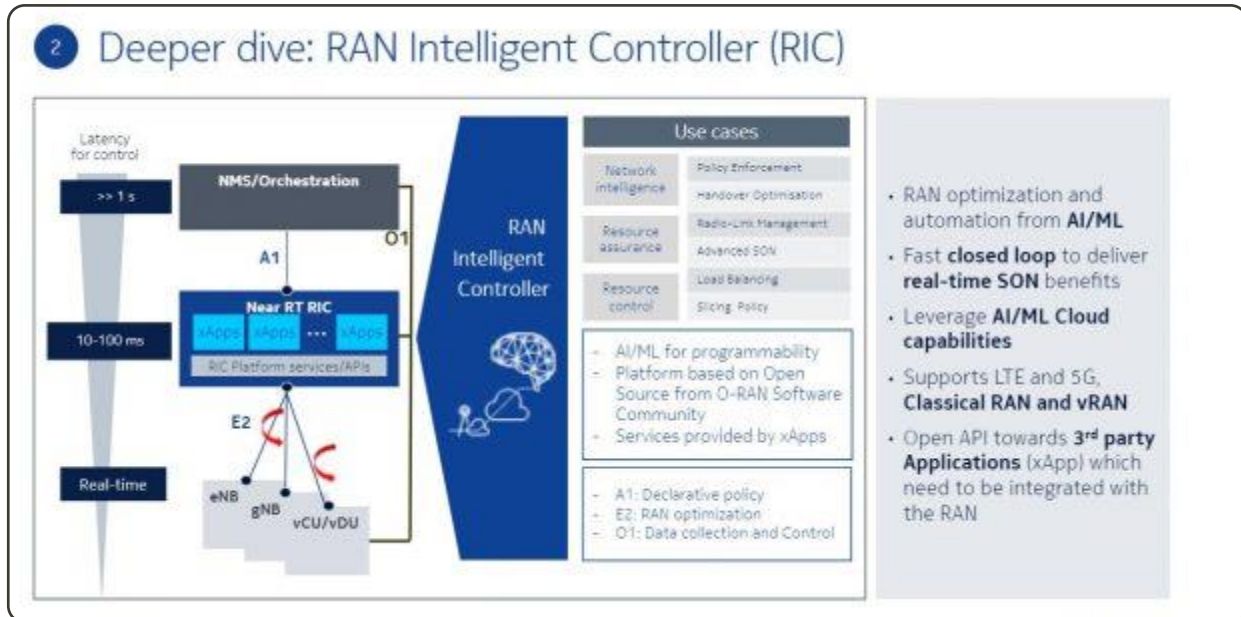 2 Deeper dive: RAN Intelligent Controller (RIC)
Latency
for control
>> 1 s
10-100 ms
Real-time
NMS/Orchestration
A1
O1
Near RT RIC
xApps xApps ... xApps
RIC Platform services/APIs
E2
eNB
gNB
vCU/vDU
RAN
Intelligent
Controller
Use cases
Network
intelligence
Policy Enforcement
Handover Optimisation
Resource
assurance
Radio-Link Management
Advanced SON
Resource
control
Load Balancing
Slicing Policy
- AI/ML for programmability
- Platform based on Open
Source from O-RAN Software
Community
- Services provided by xApps
- A1: Declarative policy
- E2: RAN optimization
- O1: Data collection and Control
• RAN optimization and
automation from AI/ML
• Fast closed loop to deliver
real-time SON benefits
• Leverage AI/ML Cloud
capabilities
• Supports LTE and 5G,
Classical RAN and vRAN
• Open API towards 3rd party
Applications (xApp) which
need to be integrated with
the RAN